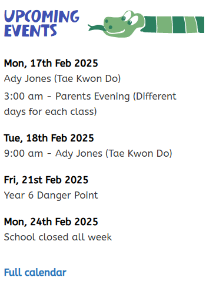 UPCOMING
EVENTS
Mon, 17th Feb 2025
Ady Jones (Tae Kwon Do)
3:00 am - Parents Evening (Different
days for each class)
Tue, 18th Feb 2025
9:00 am - Ady Jones (Tae Kwon Do)
Fri, 21st Feb 2025
Year 6 Danger Point
Mon, 24th Feb 2025
School closed all week
Full calendar